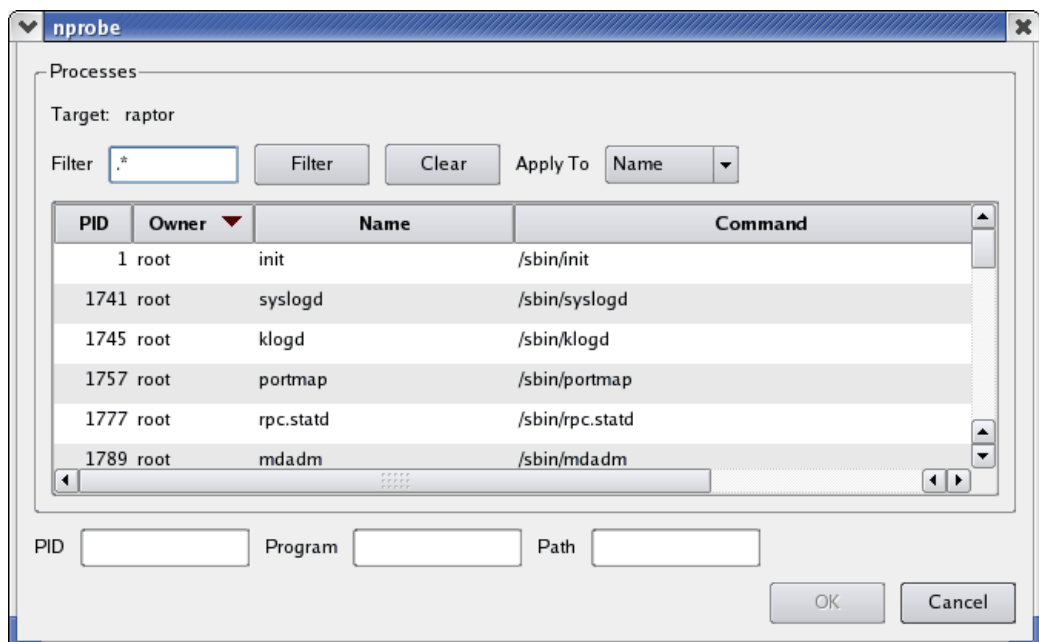 nprobe
Processes
Target: raptor
Filter .* Filter Clear Apply To Name
PID Owner Name Command
1 root init /sbin/init
1741 root syslogd /sbin/syslogd
1745 root klogd /sbin/klogd
1757 root portmap /sbin/portmap
1777 root rpc.statd /sbin/rpc.statd
1789 root mdadm /sbin/mdadm
PID Program Path
OK Cancel